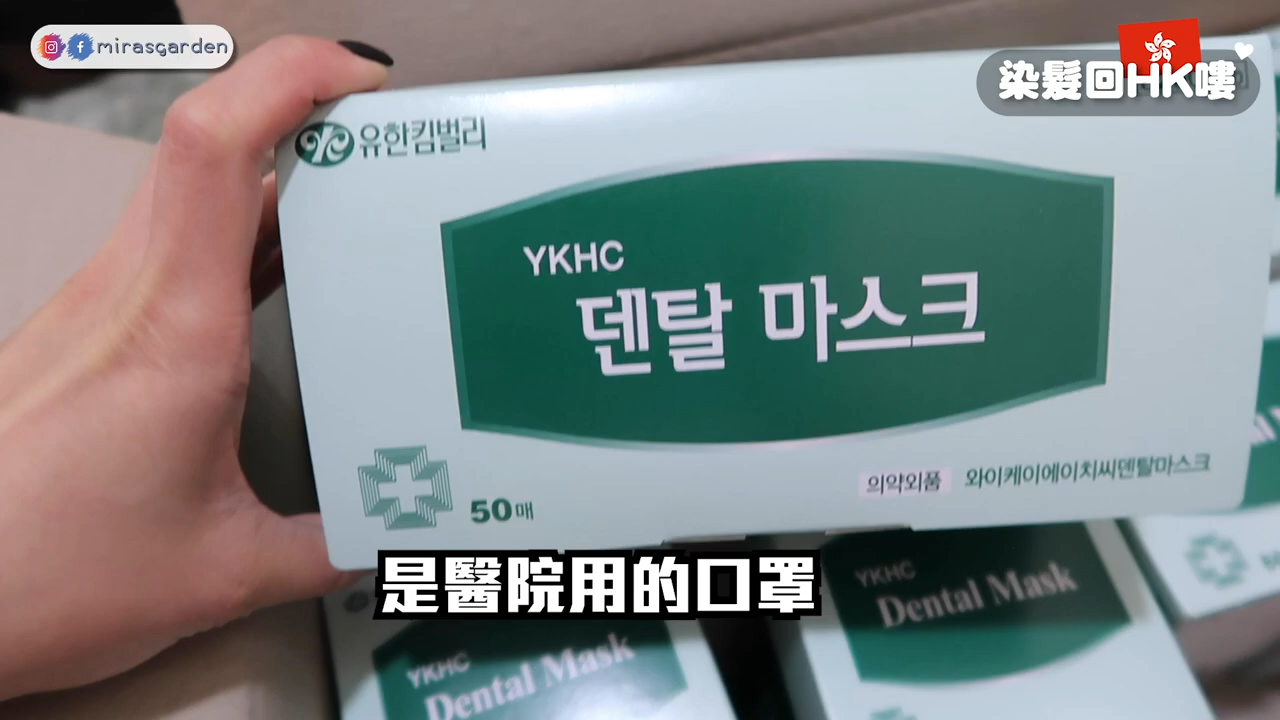 mirasgarden
染髮回HK嘍
유한킴벌리
YKHC
덴탈 마스크
의약외품 와이케이에이치씨덴탈마스크
50매
是醫院用的口罩
YKHC
Dental Mask
YKHC
Dental Mask